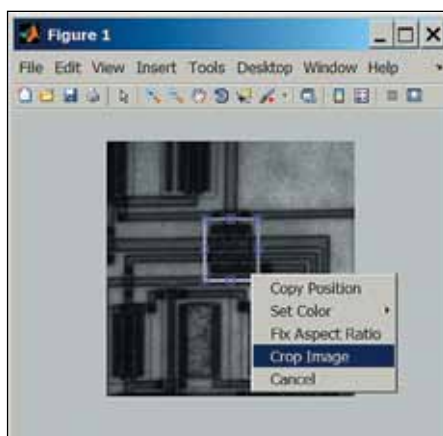 Figure 1
File Edit View Insert Tools Desktop Window Help
Copy Position
Set Color
Fix Aspect Ratio
Crop Image
Cancel